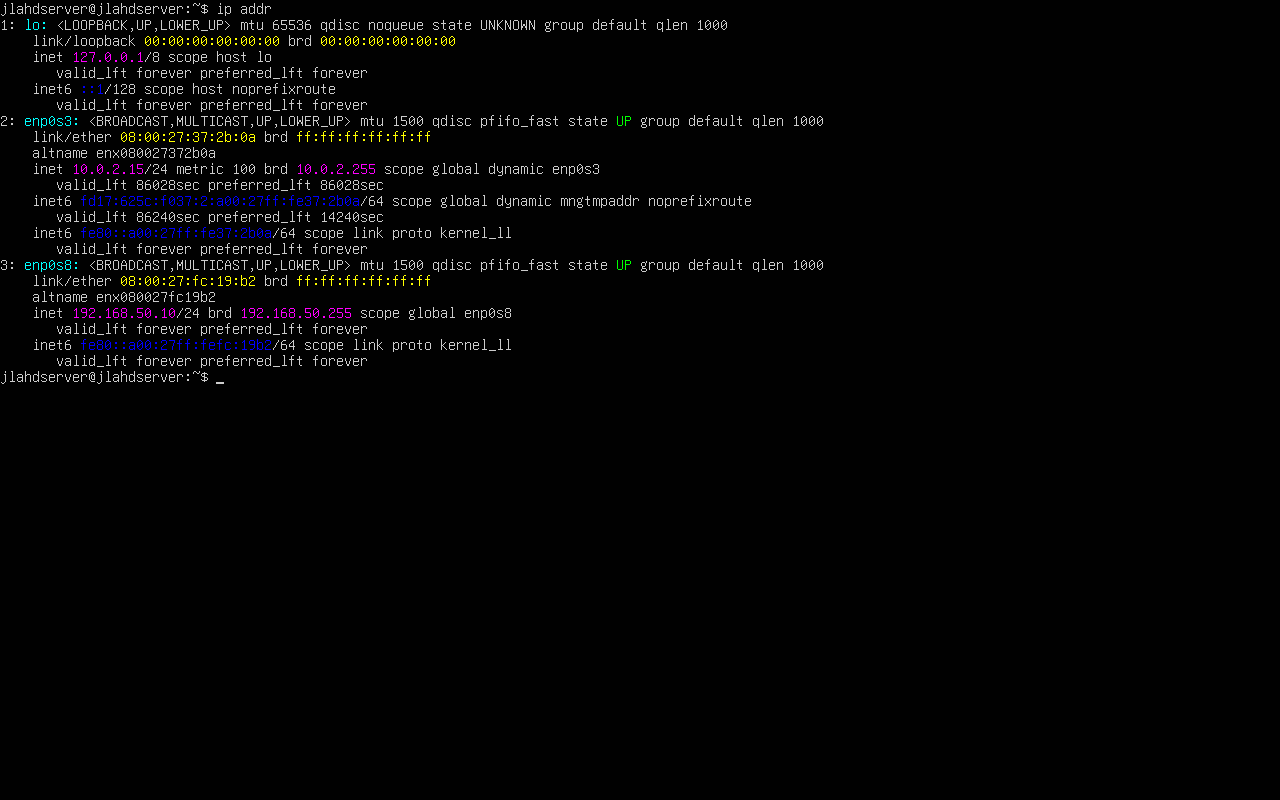 jlahdserver@jlahdserver:~$ ip addr
1: lo: <LOOPBACK,UP,LOWER_UP> mtu 65536 qdisc noqueue state UNKNOWN group default qlen 1000
    link/loopback 00:00:00:00:00:00 brd 00:00:00:00:00:00
    inet 127.0.0.1/8 scope host lo
       valid_lft forever preferred_lft forever
    inet6 ::1/128 scope host noprefixroute
       valid_lft forever preferred_lft forever
2: enp0s3: <BROADCAST,MULTICAST,UP,LOWER_UP> mtu 1500 qdisc pfifo_fast state UP group default qlen 1000
    link/ether 08:00:27:37:2b:0a brd ff:ff:ff:ff:ff:ff
    altname enx080027372b0a
    inet 10.0.2.15/24 metric 100 brd 10.0.2.255 scope global dynamic enp0s3
       valid_lft 86028sec preferred_lft 86028sec
    inet6 fd17:625c:f037:2:a00:27ff:fe37:2b0a/64 scope global dynamic mngtmpaddr noprefixroute
       valid_lft 86240sec preferred_lft 14240sec
    inet6 fe80::a00:27ff:fe37:2b0a/64 scope link proto kernel_ll
       valid_lft forever preferred_lft forever
3: enp0s8: <BROADCAST,MULTICAST,UP,LOWER_UP> mtu 1500 qdisc pfifo_fast state UP group default qlen 1000
    link/ether 08:00:27:fc:19:b2 brd ff:ff:ff:ff:ff:ff
    altname enx080027fc19b2
    inet 192.168.50.10/24 brd 192.168.50.255 scope global enp0s8
       valid_lft forever preferred_lft forever
    inet6 fe80::a00:27ff:fefc:19b2/64 scope link proto kernel_ll
       valid_lft forever preferred_lft forever
jlahdserver@jlahdserver:~$ _